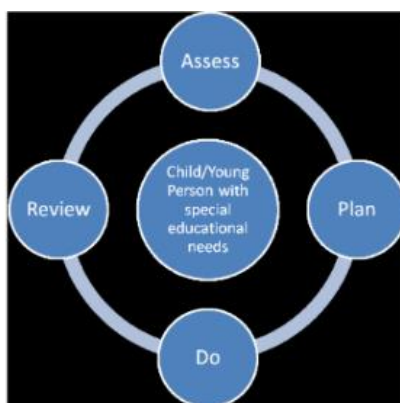 Assess
Child/Young
Person with
special
educational
needs
Review
Plan
Do